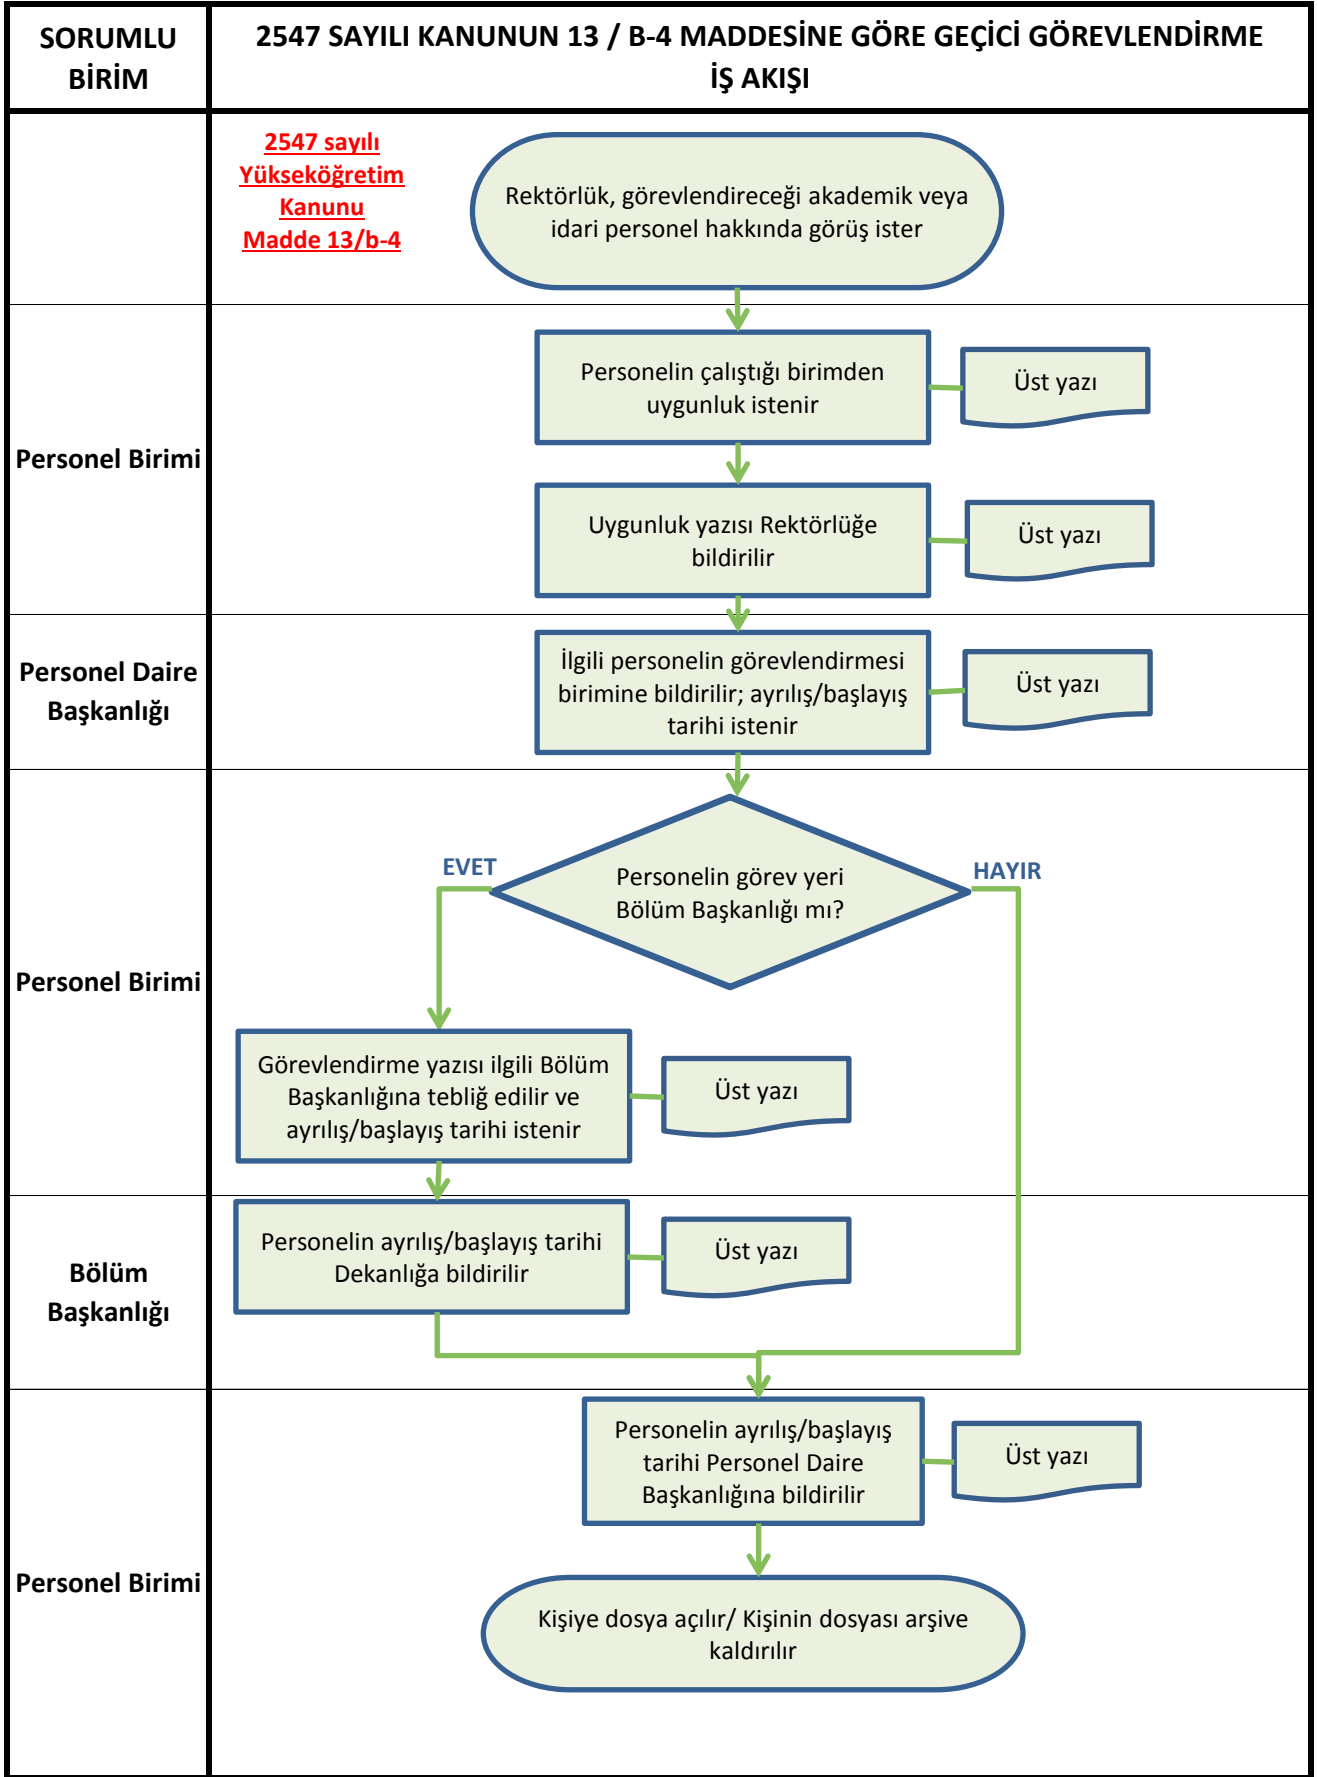 SORUMLU
BİRİM
2547 SAYILI KANUNUN 13 / B-4 MADDESİNE GÖRE GEÇİCİ GÖREVLENDİRME
İŞ AKIŞI
2547 sayılı
Yükseköğretim
Kanunu
Madde 13/b-4
Rektörlük, görevlendireceği akademik veya
idari personel hakkında görüş ister
Personel Birimi
Personelin çalıştığı birimden
uygunluk istenir
Üst yazı
Uygunluk yazısı Rektörlüğe
bildirilir
Üst yazı
Personel Daire
Başkanlığı
İlgili personelin görevlendirmesi
birimine bildirilir; ayrılış/başlayış
tarihi istenir
Üst yazı
Personel Birimi
Personelin görev yeri
Bölüm Başkanlığı mı?
EVET
HAYIR
Görevlendirme yazısı ilgili Bölüm
Başkanlığına tebliğ edilir ve
ayrılış/başlayış tarihi istenir
Üst yazı
Bölüm
Başkanlığı
Personelin ayrılış/başlayış tarihi
Dekanlığa bildirilir
Üst yazı
Personel Birimi
Personelin ayrılış/başlayış
tarihi Personel Daire
Başkanlığına bildirilir
Üst yazı
Kişiye dosya açılır/ Kişinin dosyası arşive
kaldırılır